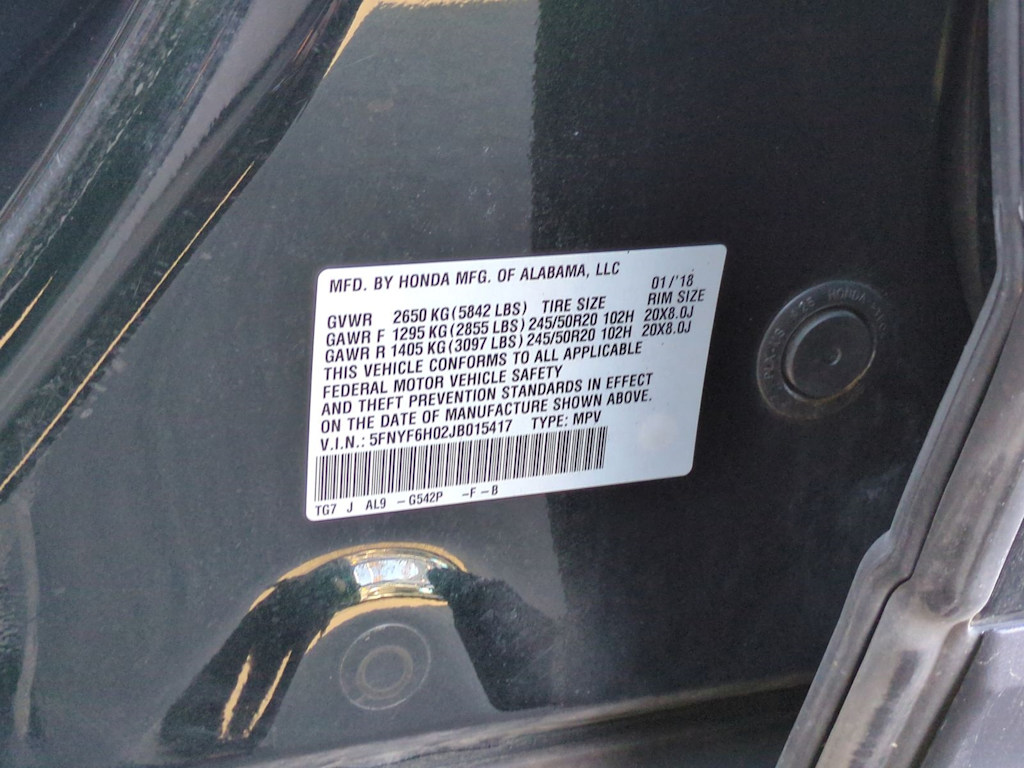 MFD. BY HONDA MFG. OF ALABAMA, LLC 01/'18
GVWR 2650 KG(5842 LBS) TIRE SIZE RIM SIZE
GAWR F 1295 KG(2855 LBS) 245/50R20 102H 20X8.0J
GAWR R 1405 KG(3097 LBS) 245/50R20 102H 20X8.0J
THIS VEHICLE CONFORMS TO ALL APPLICABLE
FEDERAL MOTOR VEHICLE SAFETY
AND THEFT PREVENTION STANDARDS IN EFFECT
ON THE DATE OF MANUFACTURE SHOWN ABOVE.
V.I.N.: 5FNYF6H02JB015417 TYPE: MPV
TG7 J AL9 -G542P -F-B
HONDA